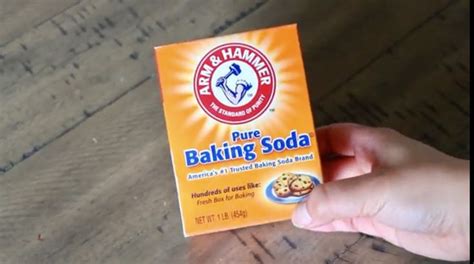 ARM & HAMMER
THE STANDARD OF PURITY
Pure
Baking Soda
America's #1 Trusted Baking Soda Brand
Hundreds of uses like:
Fresh Box for Baking
NET WT. 1 LB. (454g)